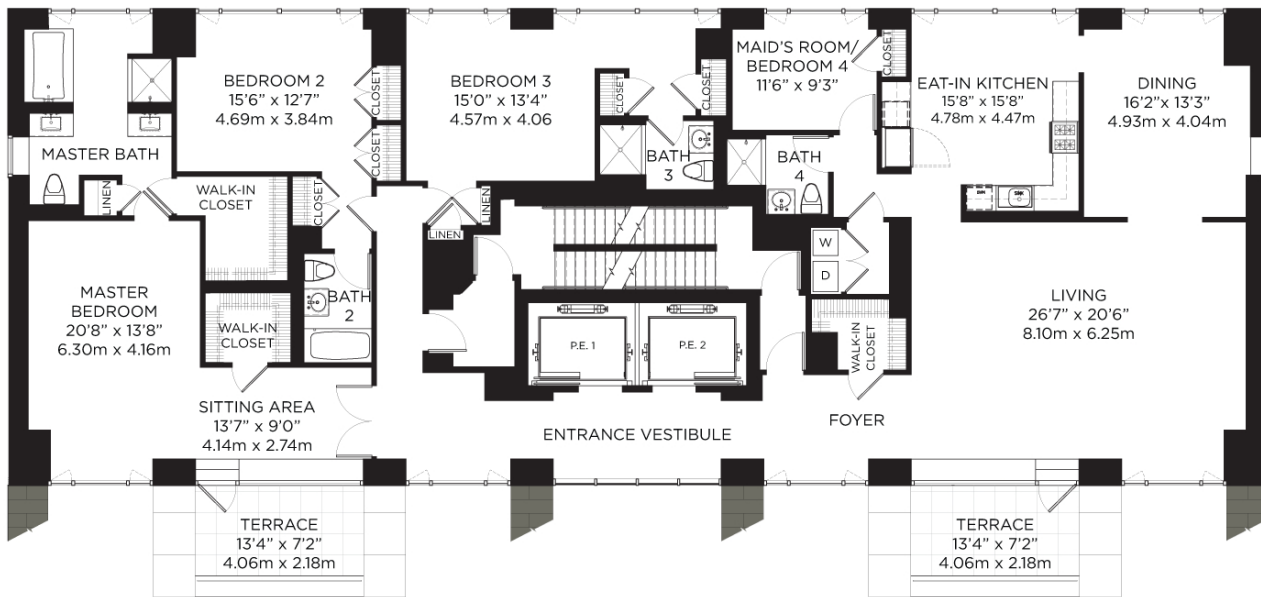 BEDROOM 2
15'6" x 12'7"
4.69m x 3.84m
CLOSET
CLOSET
BEDROOM 3
15'0" x 13'4"
4.57m x 4.06
CLOSET
CLOSET
MAID'S ROOM/
BEDROOM 4
11'6" x 9'3"
CLOSET
EAT-IN KITCHEN
15'8" x 15'8"
4.78m x 4.47m
DINING
16'2"x 13'3"
4.93m x 4.04m
MASTER BATH
LINEN
WALK-IN
CLOSET
CLOSET
LINEN
LINEN
BATH
3
BATH
4
W
D
MASTER
BEDROOM
20'8" x 13'8"
6.30m x 4.16m
WALK-IN
CLOSET
BATH
2
P.E. 1
P.E. 2
WALK-IN
CLOSET
LIVING
26'7" x 20'6"
8.10m x 6.25m
SITTING AREA
13'7" x 9'0"
4.14m x 2.74m
ENTRANCE VESTIBULE
FOYER
TERRACE
13'4" x 7'2"
4.06m x 2.18m
TERRACE
13'4" x 7'2"
4.06m x 2.18m